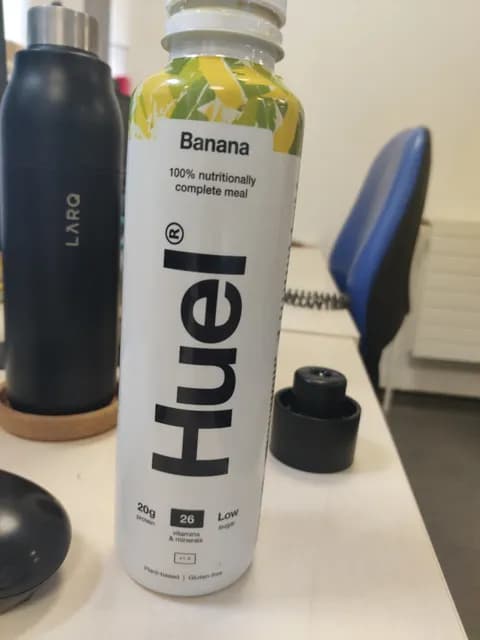 LARQ
Banana
100% nutritionally
complete meal
Huel®
20g
protein
26
vitamins
& minerals
Low
sugar
Plant-based | Gluten-free